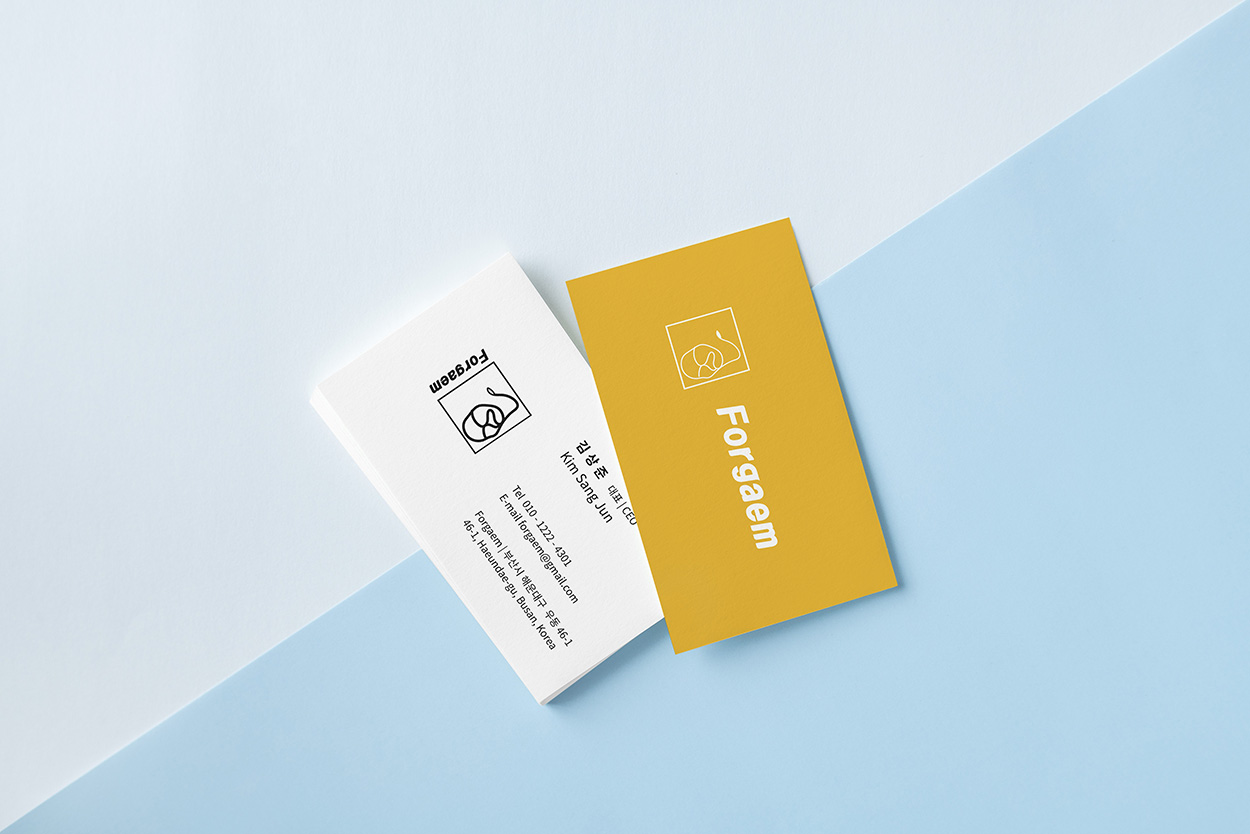 Forgaem
김상준 대표 | CEO
Kim Sang Jun
Tel 010 - 1222 - 4301
E-mail forgaem@gmail.com
Forgaem | 부산시 해운대구 우동 46-1
46-1, Haeundae-gu, Busan, Korea
Forgaem